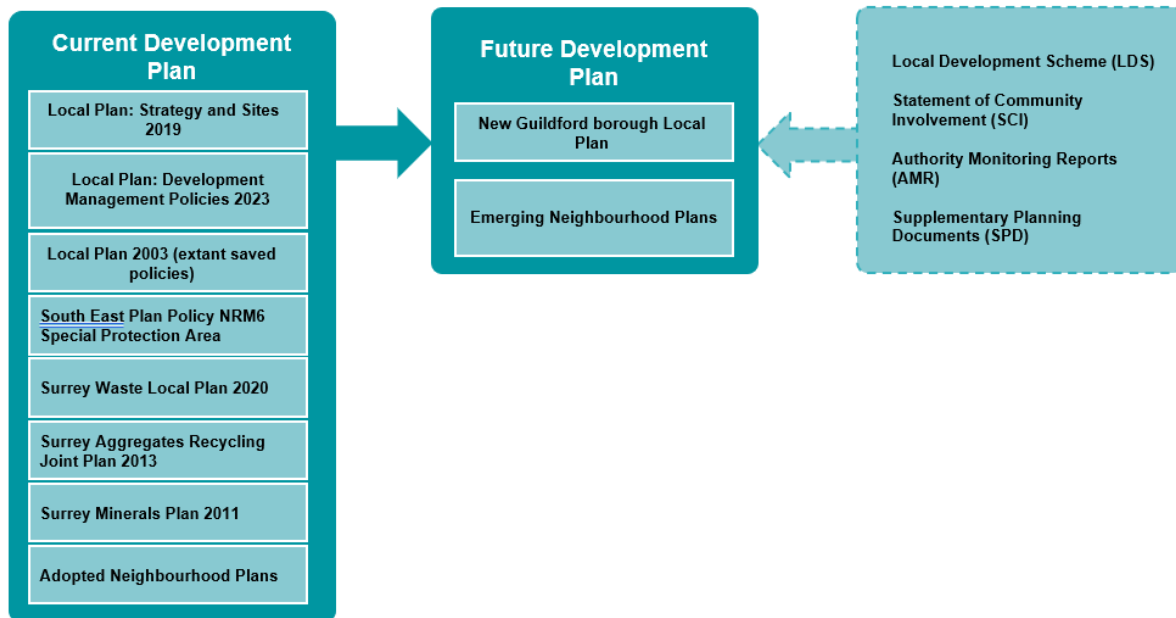 Current Development
Plan
Local Plan: Strategy and Sites
2019
Local Plan: Development
Management Policies 2023
Local Plan 2003 (extant saved
policies)
South East Plan Policy NRM6
Special Protection Area
Surrey Waste Local Plan 2020
Surrey Aggregates Recycling
Joint Plan 2013
Surrey Minerals Plan 2011
Adopted Neighbourhood Plans
Future Development
Plan
New Guildford borough Local
Plan
Emerging Neighbourhood Plans
Local Development Scheme (LDS)
Statement of Community
Involvement (SCI)
Authority Monitoring Reports
(AMR)
Supplementary Planning
Documents (SPD)